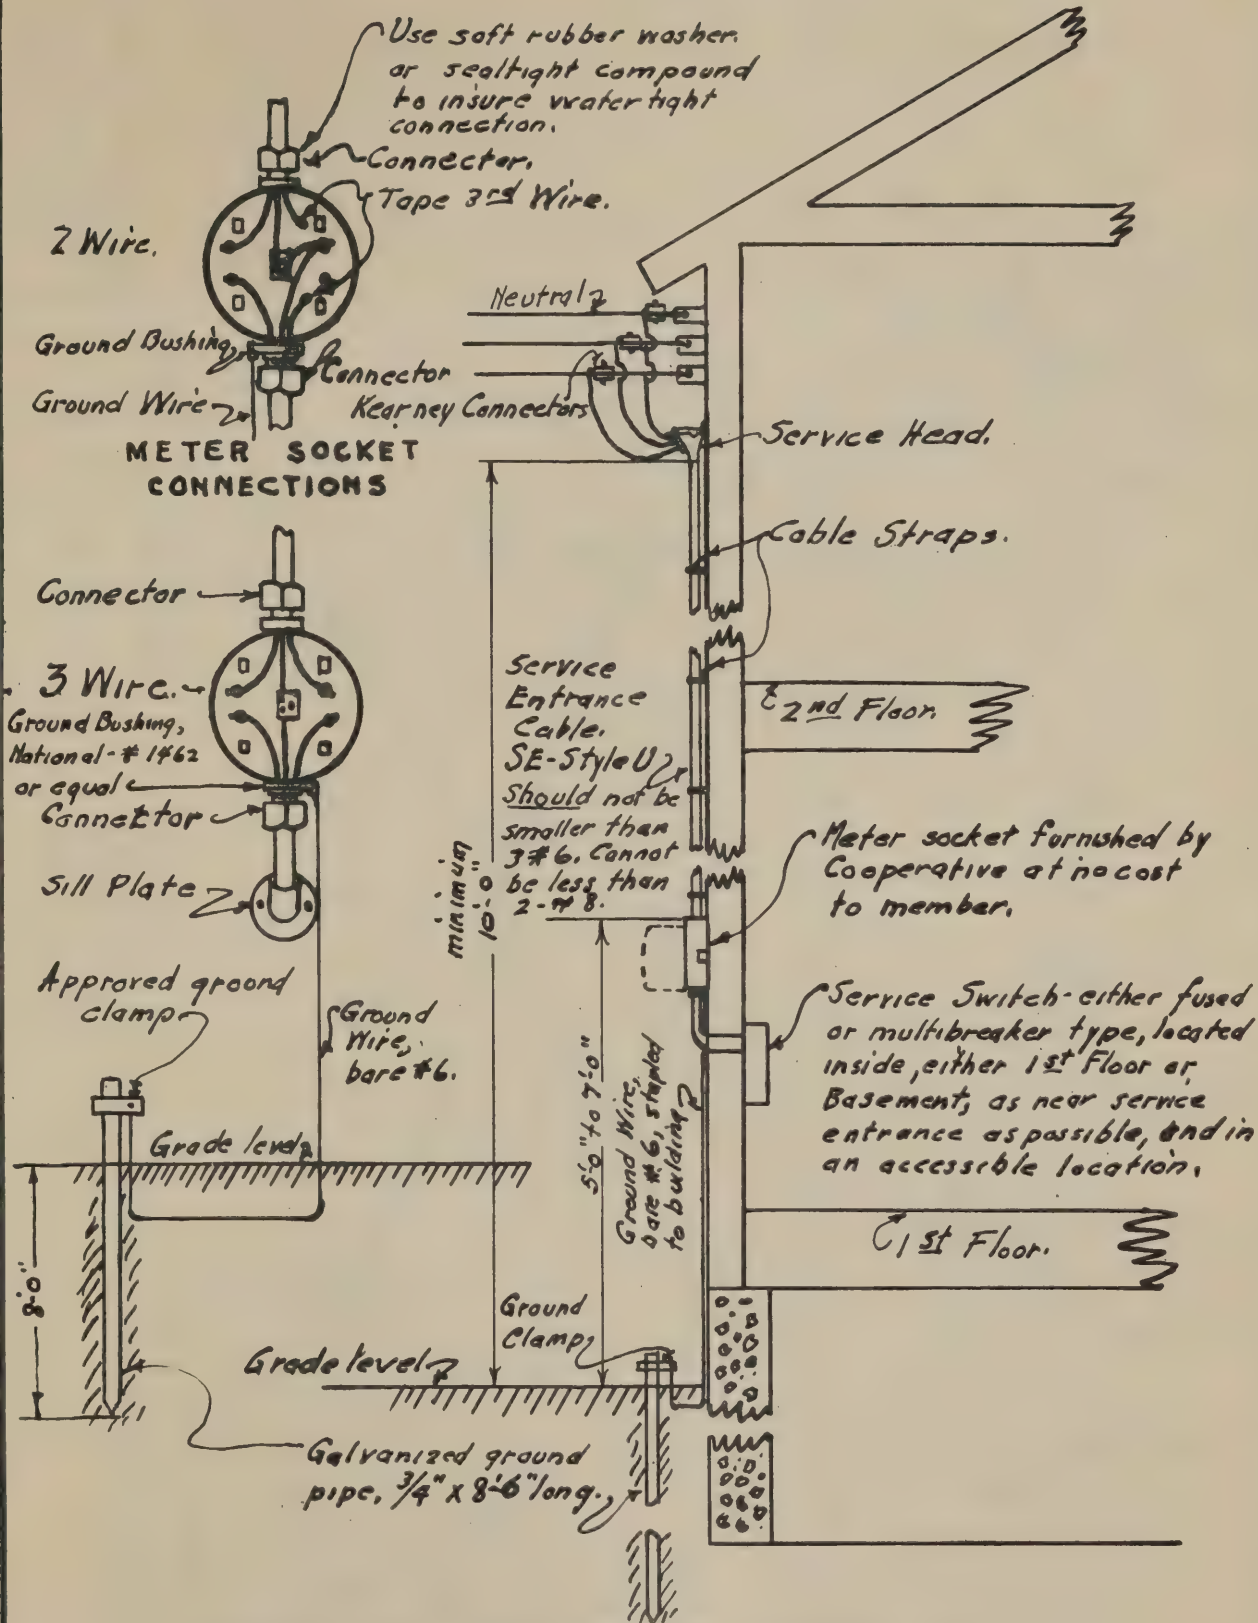 Use soft rubber washer.
or sealtight compound
to insure watertight
connection.
Connector.
Tape 3rd Wire.
2 Wire.
Ground Bushing
Connector
Ground Wire
METER SOCKET
CONNECTIONS
Neutral
Kearney Connectors
Service Head.
Cable Straps.
Connector
3 Wire.
Ground Bushing,
National-#1462
or equal
Connector
Sill Plate
Approved ground
clamp
Ground
Wire,
bare #6.
Grade level
8'-0"
Galvanized ground
pipe, 3/4" x 8'-6" long.
Service
Entrance
Cable.
SE-Style U
Should not be
smaller than
3#6. Cannot
be less than
2-#8.
minimum
10'-0"
5'-0" to 7'-0"
Ground Wire,
bare #6, stapled
to building
Ground
Clamp
Grade level
2nd Floor.
Meter socket furnished by
Cooperative at no cost
to member.
Service Switch-either fused
or multibreaker type, located
inside, either 1st Floor or
Basement, as near service
entrance as possible, and in
an accessible location.
1st Floor.